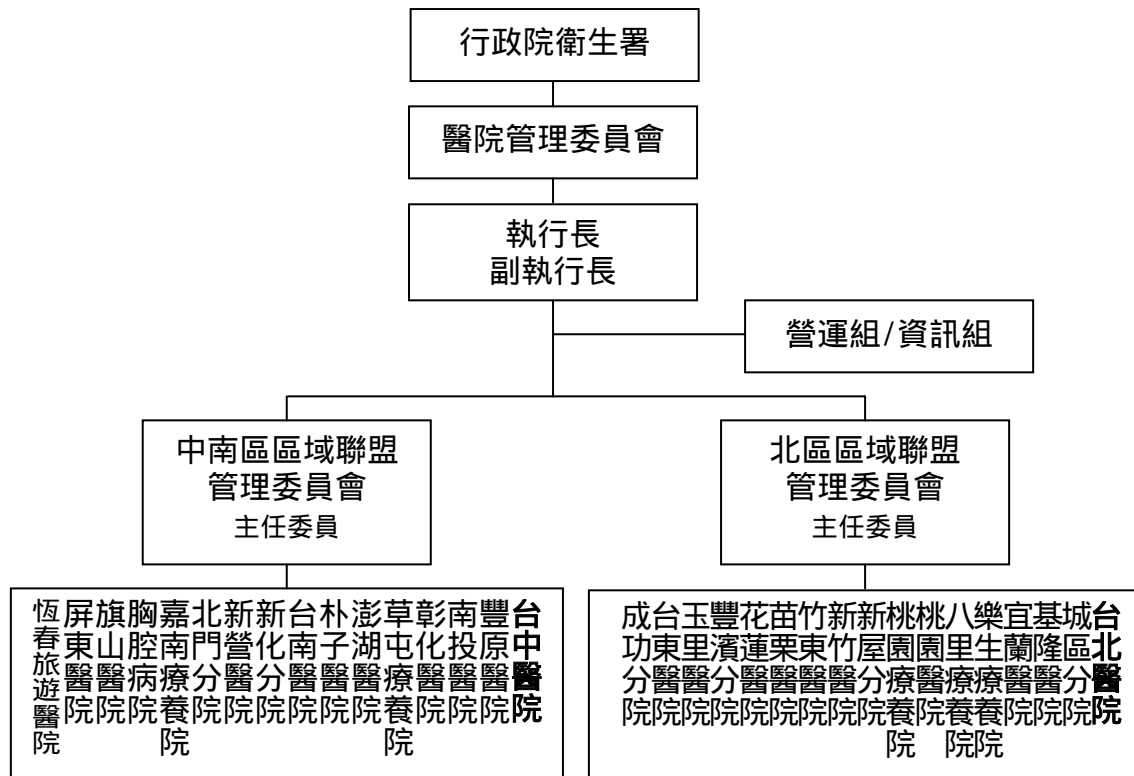 行政院衛生署
醫院管理委員會
執行長
副執行長
營運組/資訊組
中南區區域聯盟
管理委員會
主任委員
北區區域聯盟
管理委員會
主任委員
台中醫院
豐原醫院
南投醫院
彰化醫院
草屯療養院
澎湖醫院
朴子醫院
台南醫院
新化分院
新營醫院
北門分院
嘉南療養院
胸腔病院
旗山醫院
屏東醫院
恆春旅遊醫院
台北醫院
城區分院
基隆醫院
宜蘭醫院
樂生療養院
八里療養院
桃園醫院
桃園療養院
新屋分院
新竹醫院
竹東醫院
苗栗醫院
花蓮醫院
豐濱分院
玉里醫院
台東醫院
成功分院